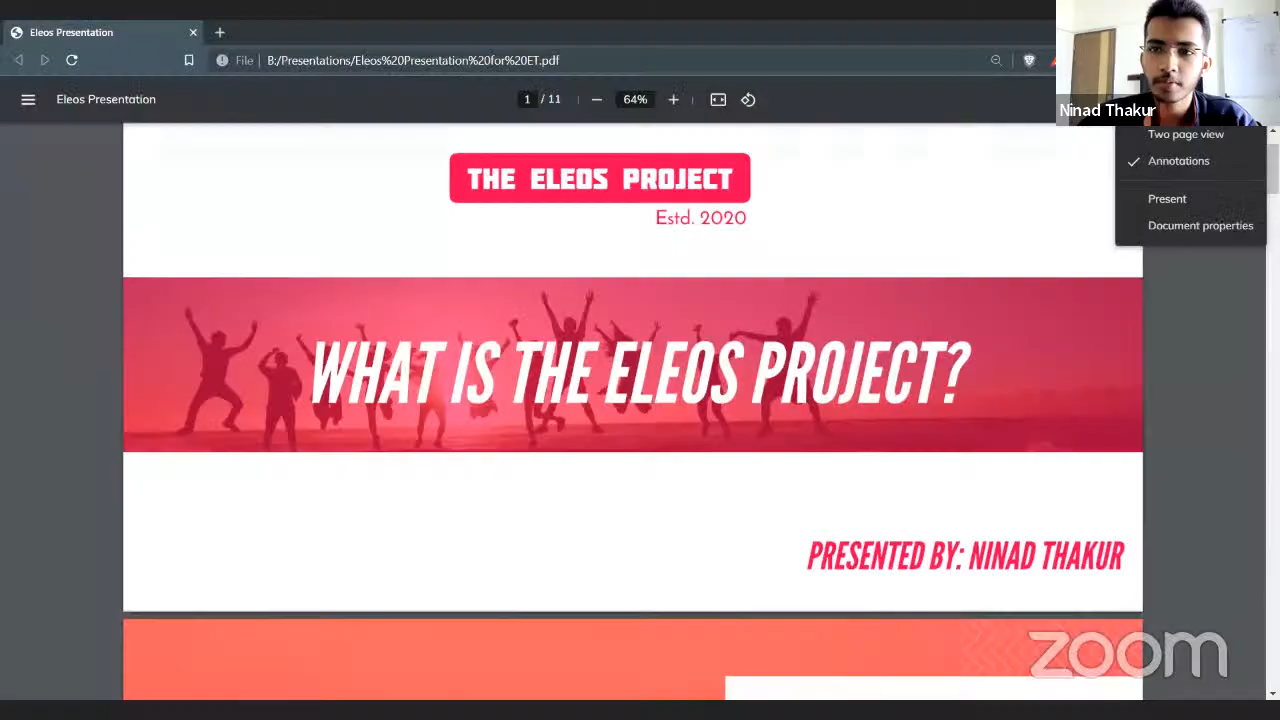 Eleos Presentation
File B:/Presentations/Eleos%20Presentation%20for%20ET.pdf
Eleos Presentation
1 / 11
64%
Ninad Thakur
Two page view
Annotations
Present
Document properties
THE ELEOS PROJECT
Estd. 2020
WHAT IS THE ELEOS PROJECT?
PRESENTED BY: NINAD THAKUR
zoom